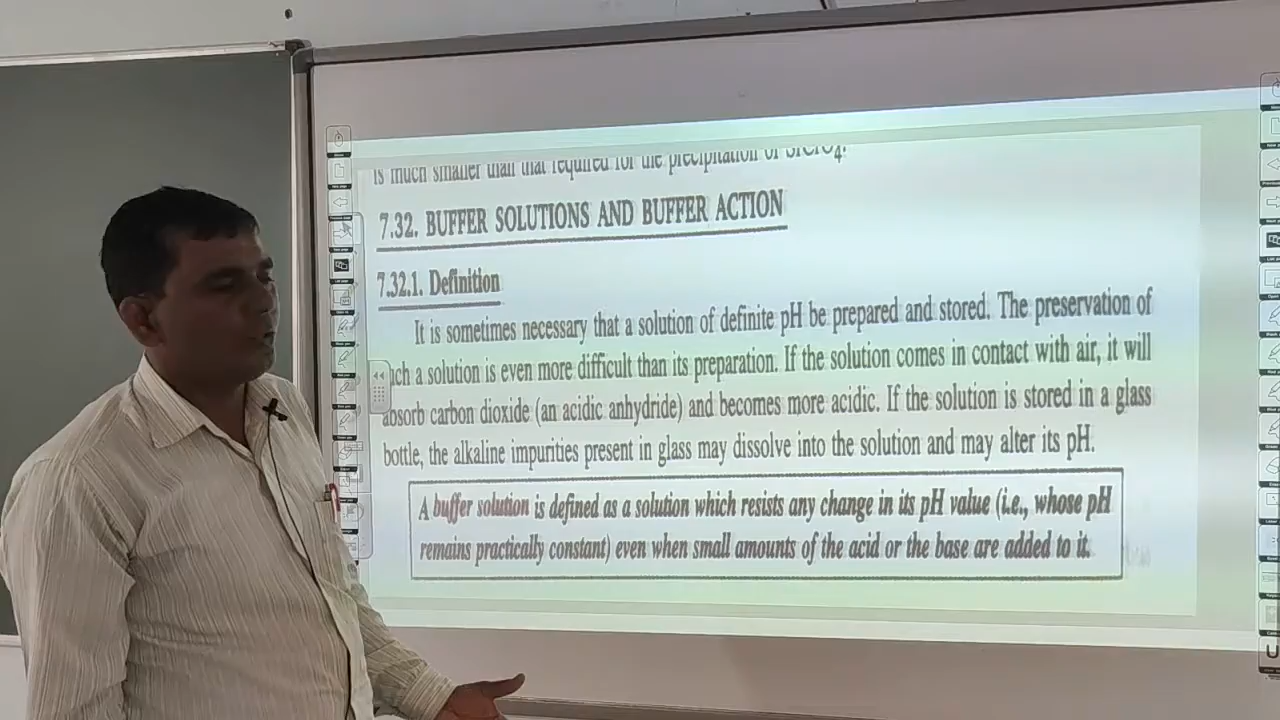 is much smaller than that required for the precipitation of SrCrO4.
7.32. BUFFER SOLUTIONS AND BUFFER ACTION
7.32.1. Definition
It is sometimes necessary that a solution of definite pH be prepared and stored. The preservation of
uch a solution is even more difficult than its preparation. If the solution comes in contact with air, it will
absorb carbon dioxide (an acidic anhydride) and becomes more acidic. If the solution is stored in a glass
bottle, the alkaline impurities present in glass may dissolve into the solution and may alter its pH.
A buffer solution is defined as a solution which resists any change in its pH value (i.e., whose pH
remains practically constant) even when small amounts of the acid or the base are added to it.